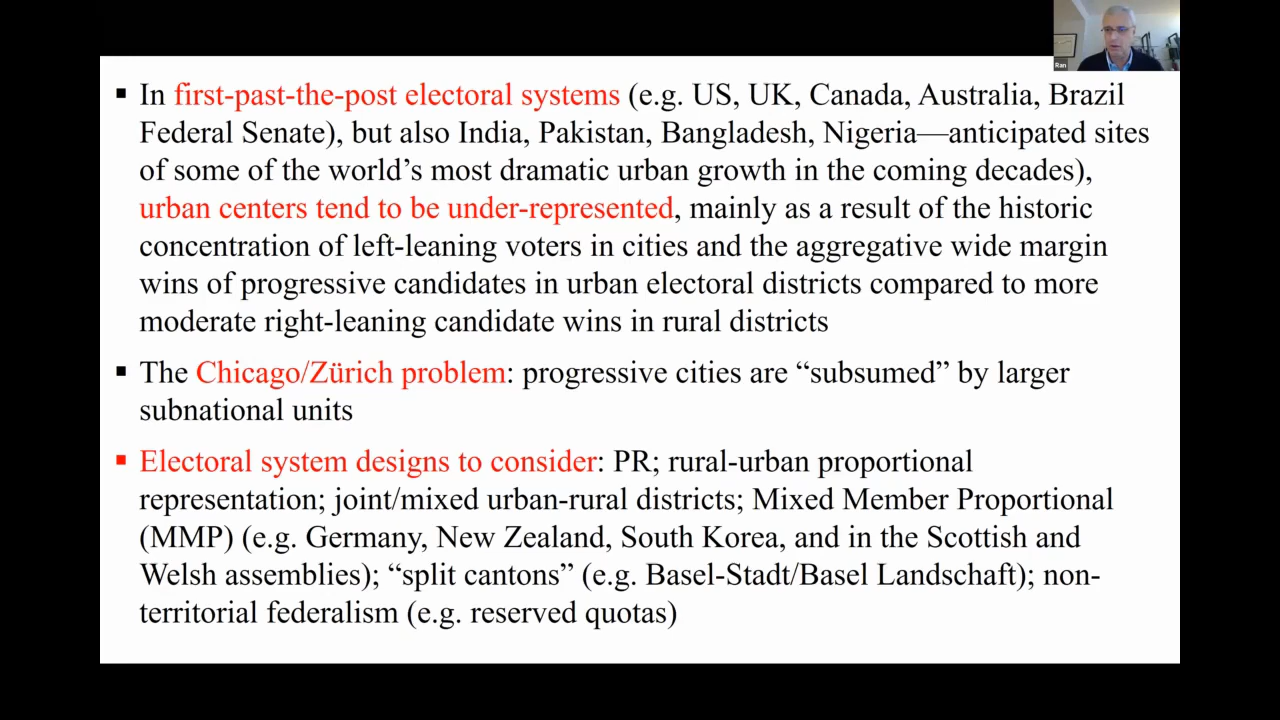 Ran
▪ In first-past-the-post electoral systems (e.g. US, UK, Canada, Australia, Brazil
Federal Senate), but also India, Pakistan, Bangladesh, Nigeria—anticipated sites
of some of the world’s most dramatic urban growth in the coming decades),
urban centers tend to be under-represented, mainly as a result of the historic
concentration of left-leaning voters in cities and the aggregative wide margin
wins of progressive candidates in urban electoral districts compared to more
moderate right-leaning candidate wins in rural districts
▪ The Chicago/Zürich problem: progressive cities are “subsumed” by larger
subnational units
▪ Electoral system designs to consider: PR; rural-urban proportional
representation; joint/mixed urban-rural districts; Mixed Member Proportional
(MMP) (e.g. Germany, New Zealand, South Korea, and in the Scottish and
Welsh assemblies); “split cantons” (e.g. Basel-Stadt/Basel Landschaft); non-
territorial federalism (e.g. reserved quotas)